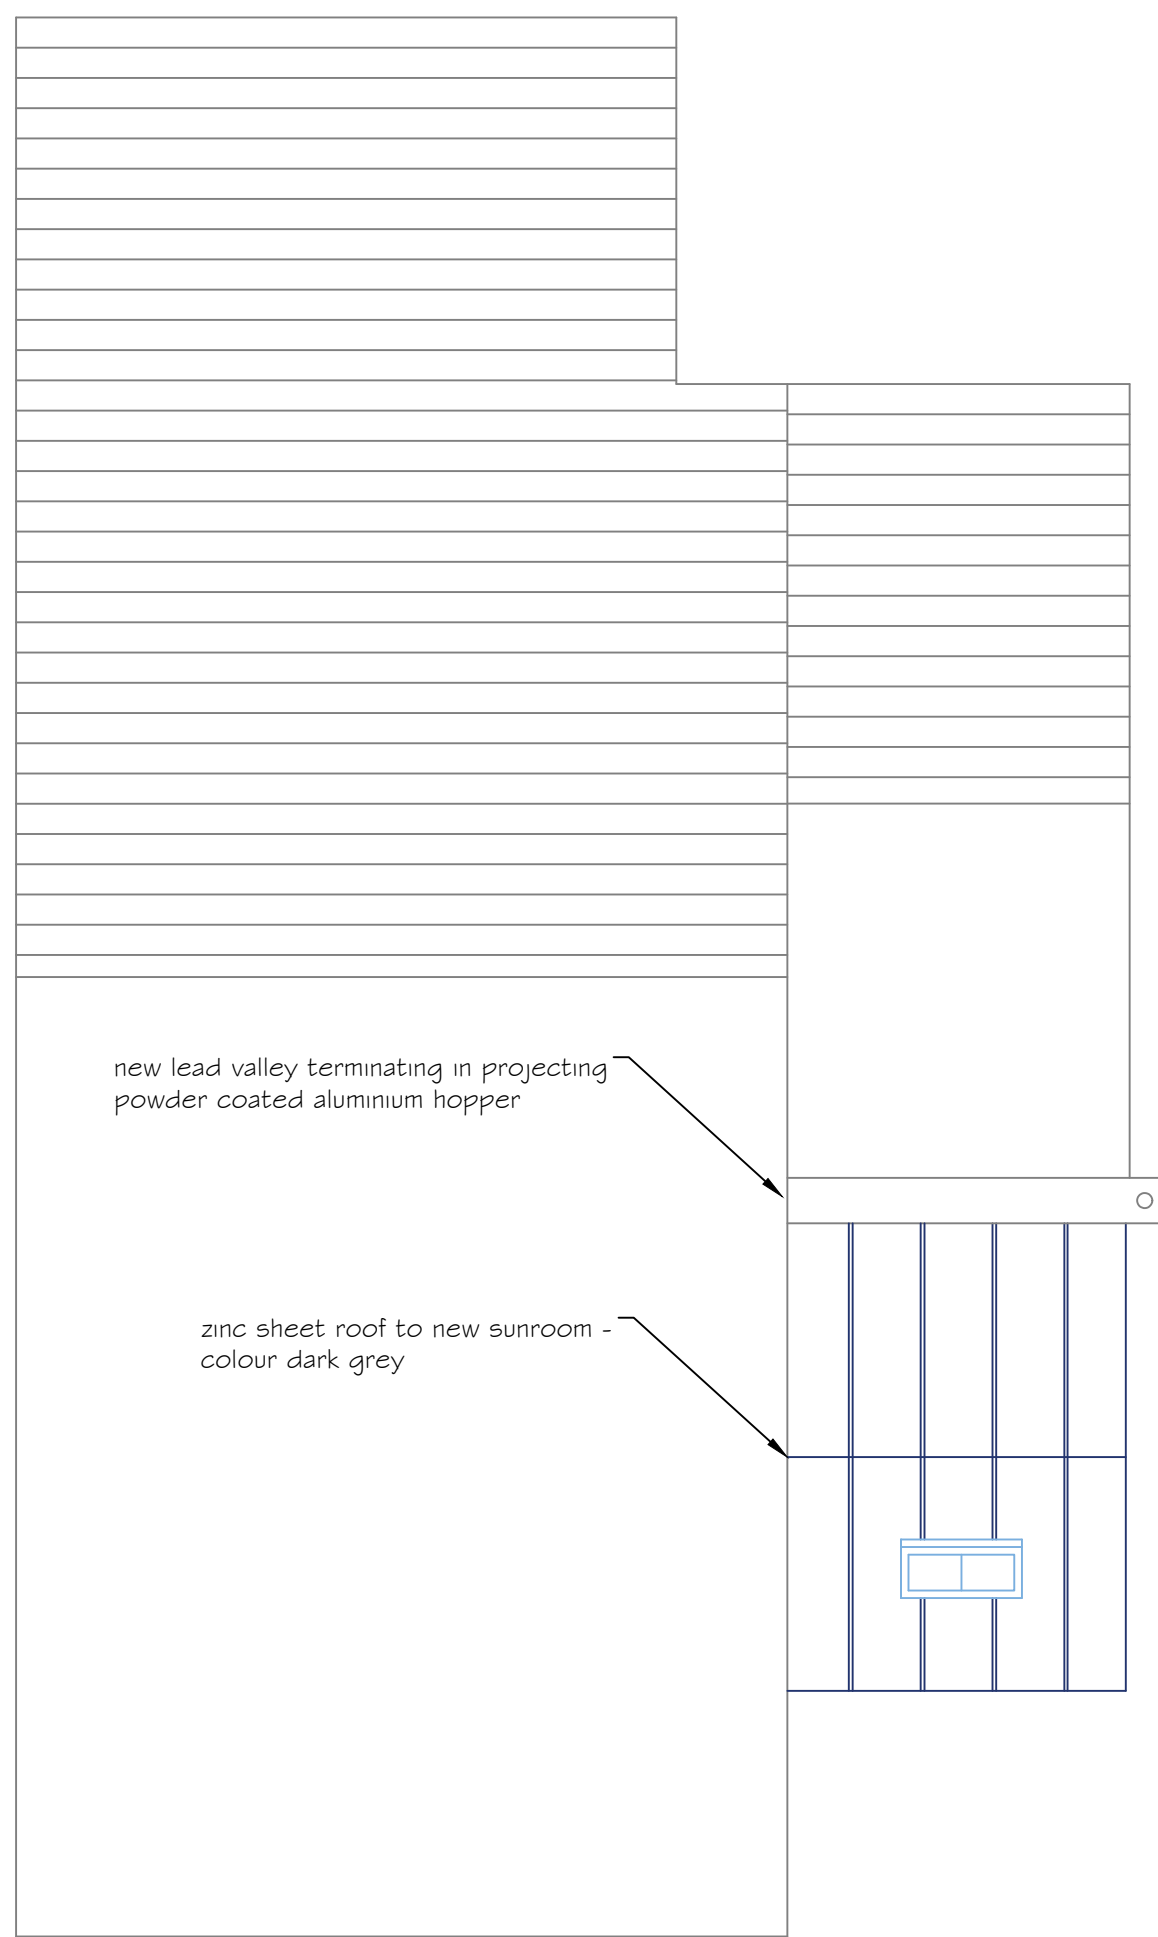 new lead valley terminating in projecting
powder coated aluminium hopper
zinc sheet roof to new sunroom -
colour dark grey